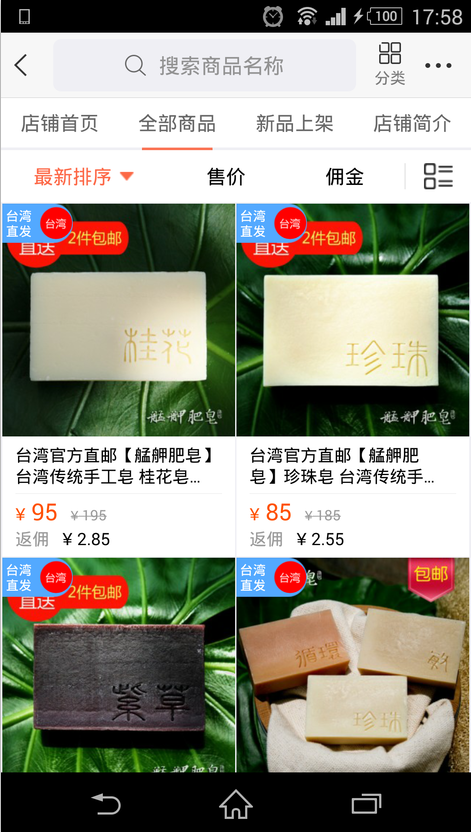 100 17:58
搜索商品名称
分类
店铺首页 全部商品 新品上架 店铺简介
最新排序 售价 佣金
台湾直发 台湾
直送 2件包邮
桂花
艋舺肥皂
台湾直发 台湾
直送 2件包邮
珍珠
艋舺肥皂
台湾官方直邮【艋舺肥皂】
台湾传统手工皂 桂花皂...
¥ 95 ¥ 195
返佣 ¥ 2.85
台湾官方直邮【艋舺肥
皂】珍珠皂 台湾传统手...
¥ 85 ¥ 185
返佣 ¥ 2.55
台湾直发 台湾
直送 2件包邮
紫草
艋舺肥皂
台湾直发 台湾
皂
包邮
循環
珍珠